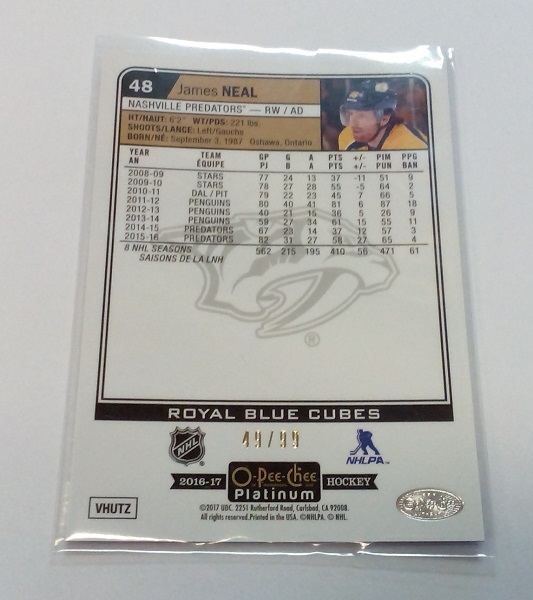 48 James NEAL
NASHVILLE PREDATORS® — RW / AD
HT/HAUT: 6'2" WT/PDS: 221 lbs.
SHOOTS/LANCE: Left/Gauche
BORN/NÉ: September 3, 1987 Oshawa, Ontario
YEAR TEAM GP G A PTS +/- PIM PPG
AN ÉQUIPE PJ B A PTS +/- PUN BAN
2008-09 STARS 77 24 13 37 -11 51 9
2009-10 STARS 78 27 28 55 -5 64 2
2010-11 DAL / PIT 79 22 23 45 7 66 5
2011-12 PENGUINS 80 40 41 81 6 87 18
2012-13 PENGUINS 40 21 15 36 5 26 9
2013-14 PENGUINS 59 27 34 61 15 55 11
2014-15 PREDATORS 67 23 14 37 12 57 3
2015-16 PREDATORS 82 31 27 58 27 65 4
8 NHL SEASONS 562 215 195 410 56 471 61
SAISONS DE LA LNH
®
ROYAL BLUE CUBES
49/99
NHL
NHLPA
2016-17 O-Pee-Chee HOCKEY
Platinum
VHUTZ
©2017 UDC. 2251 Rutherford Road, Carlsbad, CA 92008.
All rights reserved. Printed in the USA. ©NHLPA. © NHL.